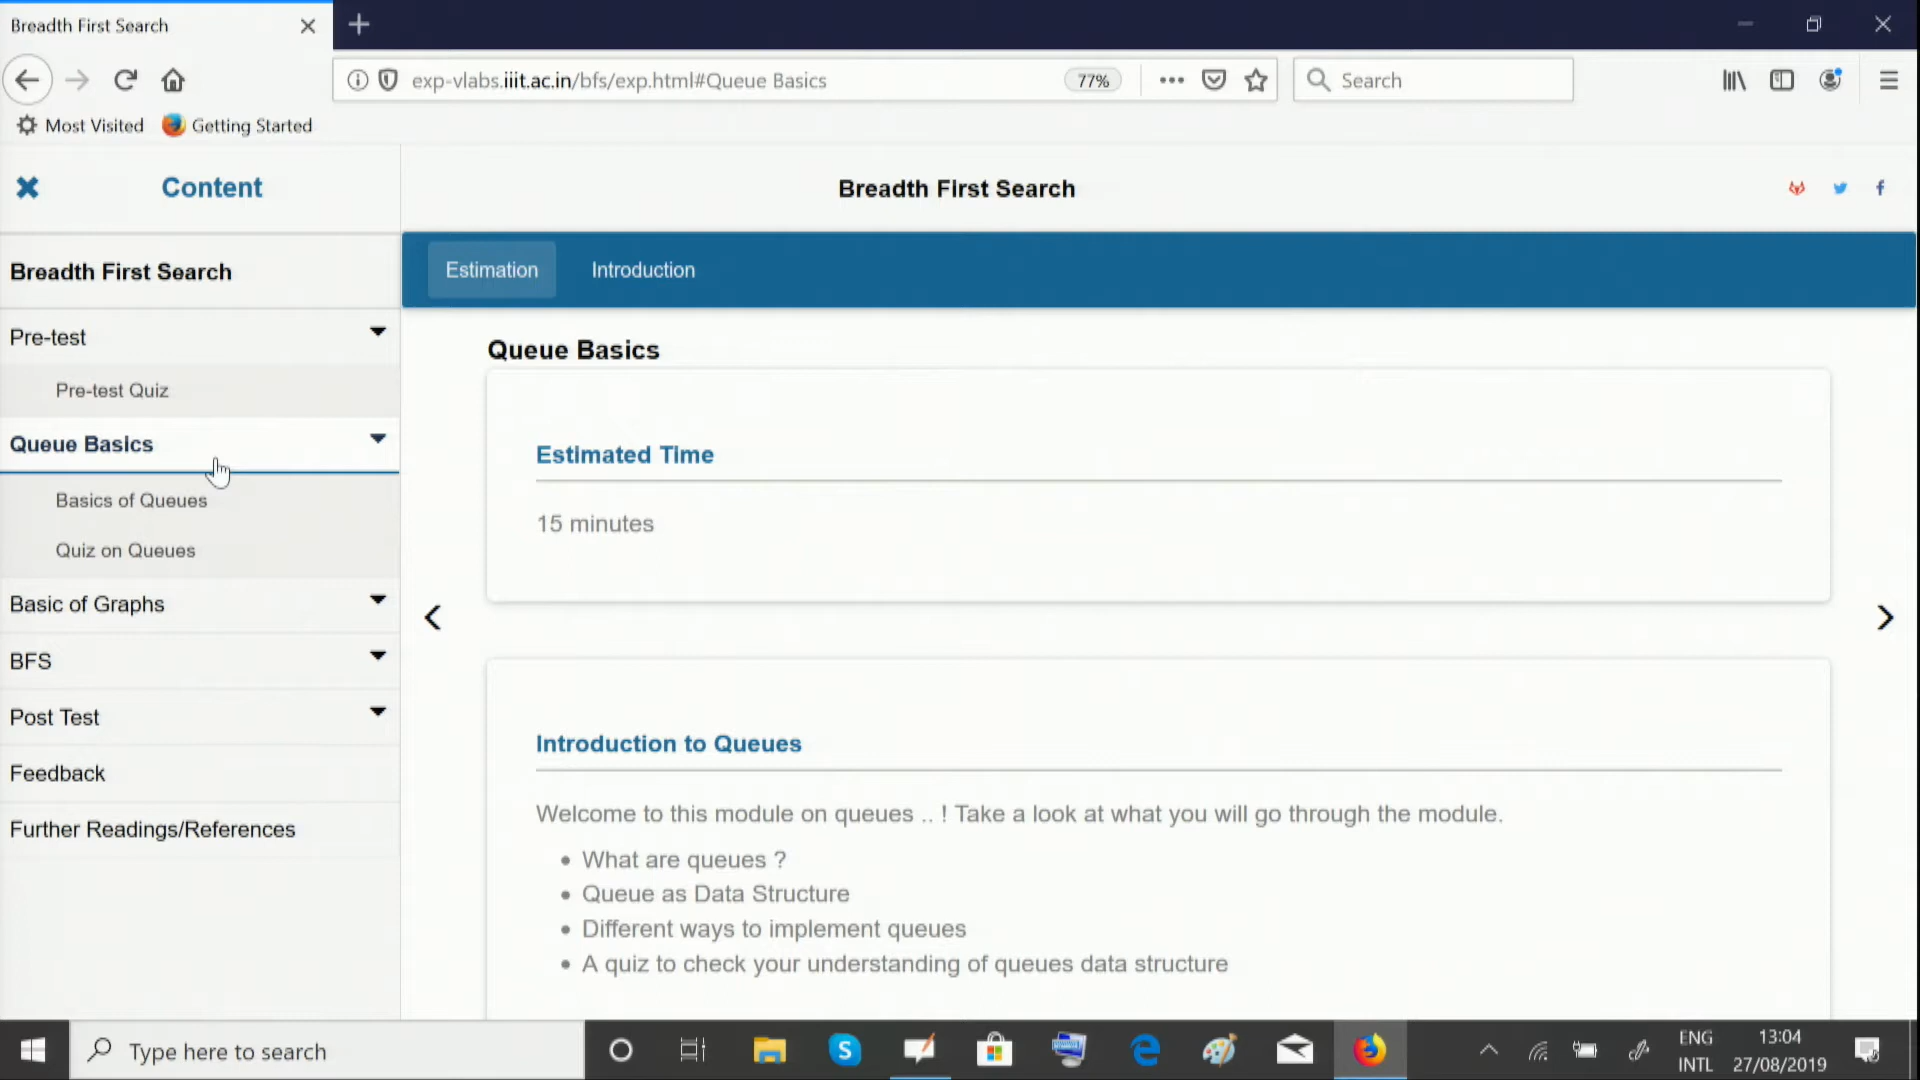 Breadth First Search
exp-vlabs.iiit.ac.in/bfs/exp.html#Queue Basics
77%
Search
Most Visited
Getting Started
Content
Breadth First Search
Breadth First Search
Estimation
Introduction
Pre-test
Pre-test Quiz
Queue Basics
Basics of Queues
Quiz on Queues
Basic of Graphs
BFS
Post Test
Feedback
Further Readings/References
Queue Basics
Estimated Time
15 minutes
Introduction to Queues
Welcome to this module on queues .. ! Take a look at what you will go through the module.
• What are queues ?
• Queue as Data Structure
• Different ways to implement queues
• A quiz to check your understanding of queues data structure
Type here to search
ENG
INTL
13:04
27/08/2019